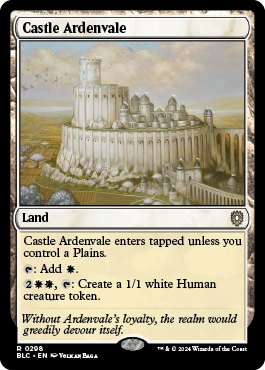 Castle Ardenvale
Land
Castle Ardenvale enters tapped unless you
control a Plains.
: Add .
2, : Create a 1/1 white Human
creature token.
Without Ardenvale's loyalty, the realm would
greedily devour itself.
R 0298
BLC • EN Volkan Baga
™ & © 2024 Wizards of the Coast